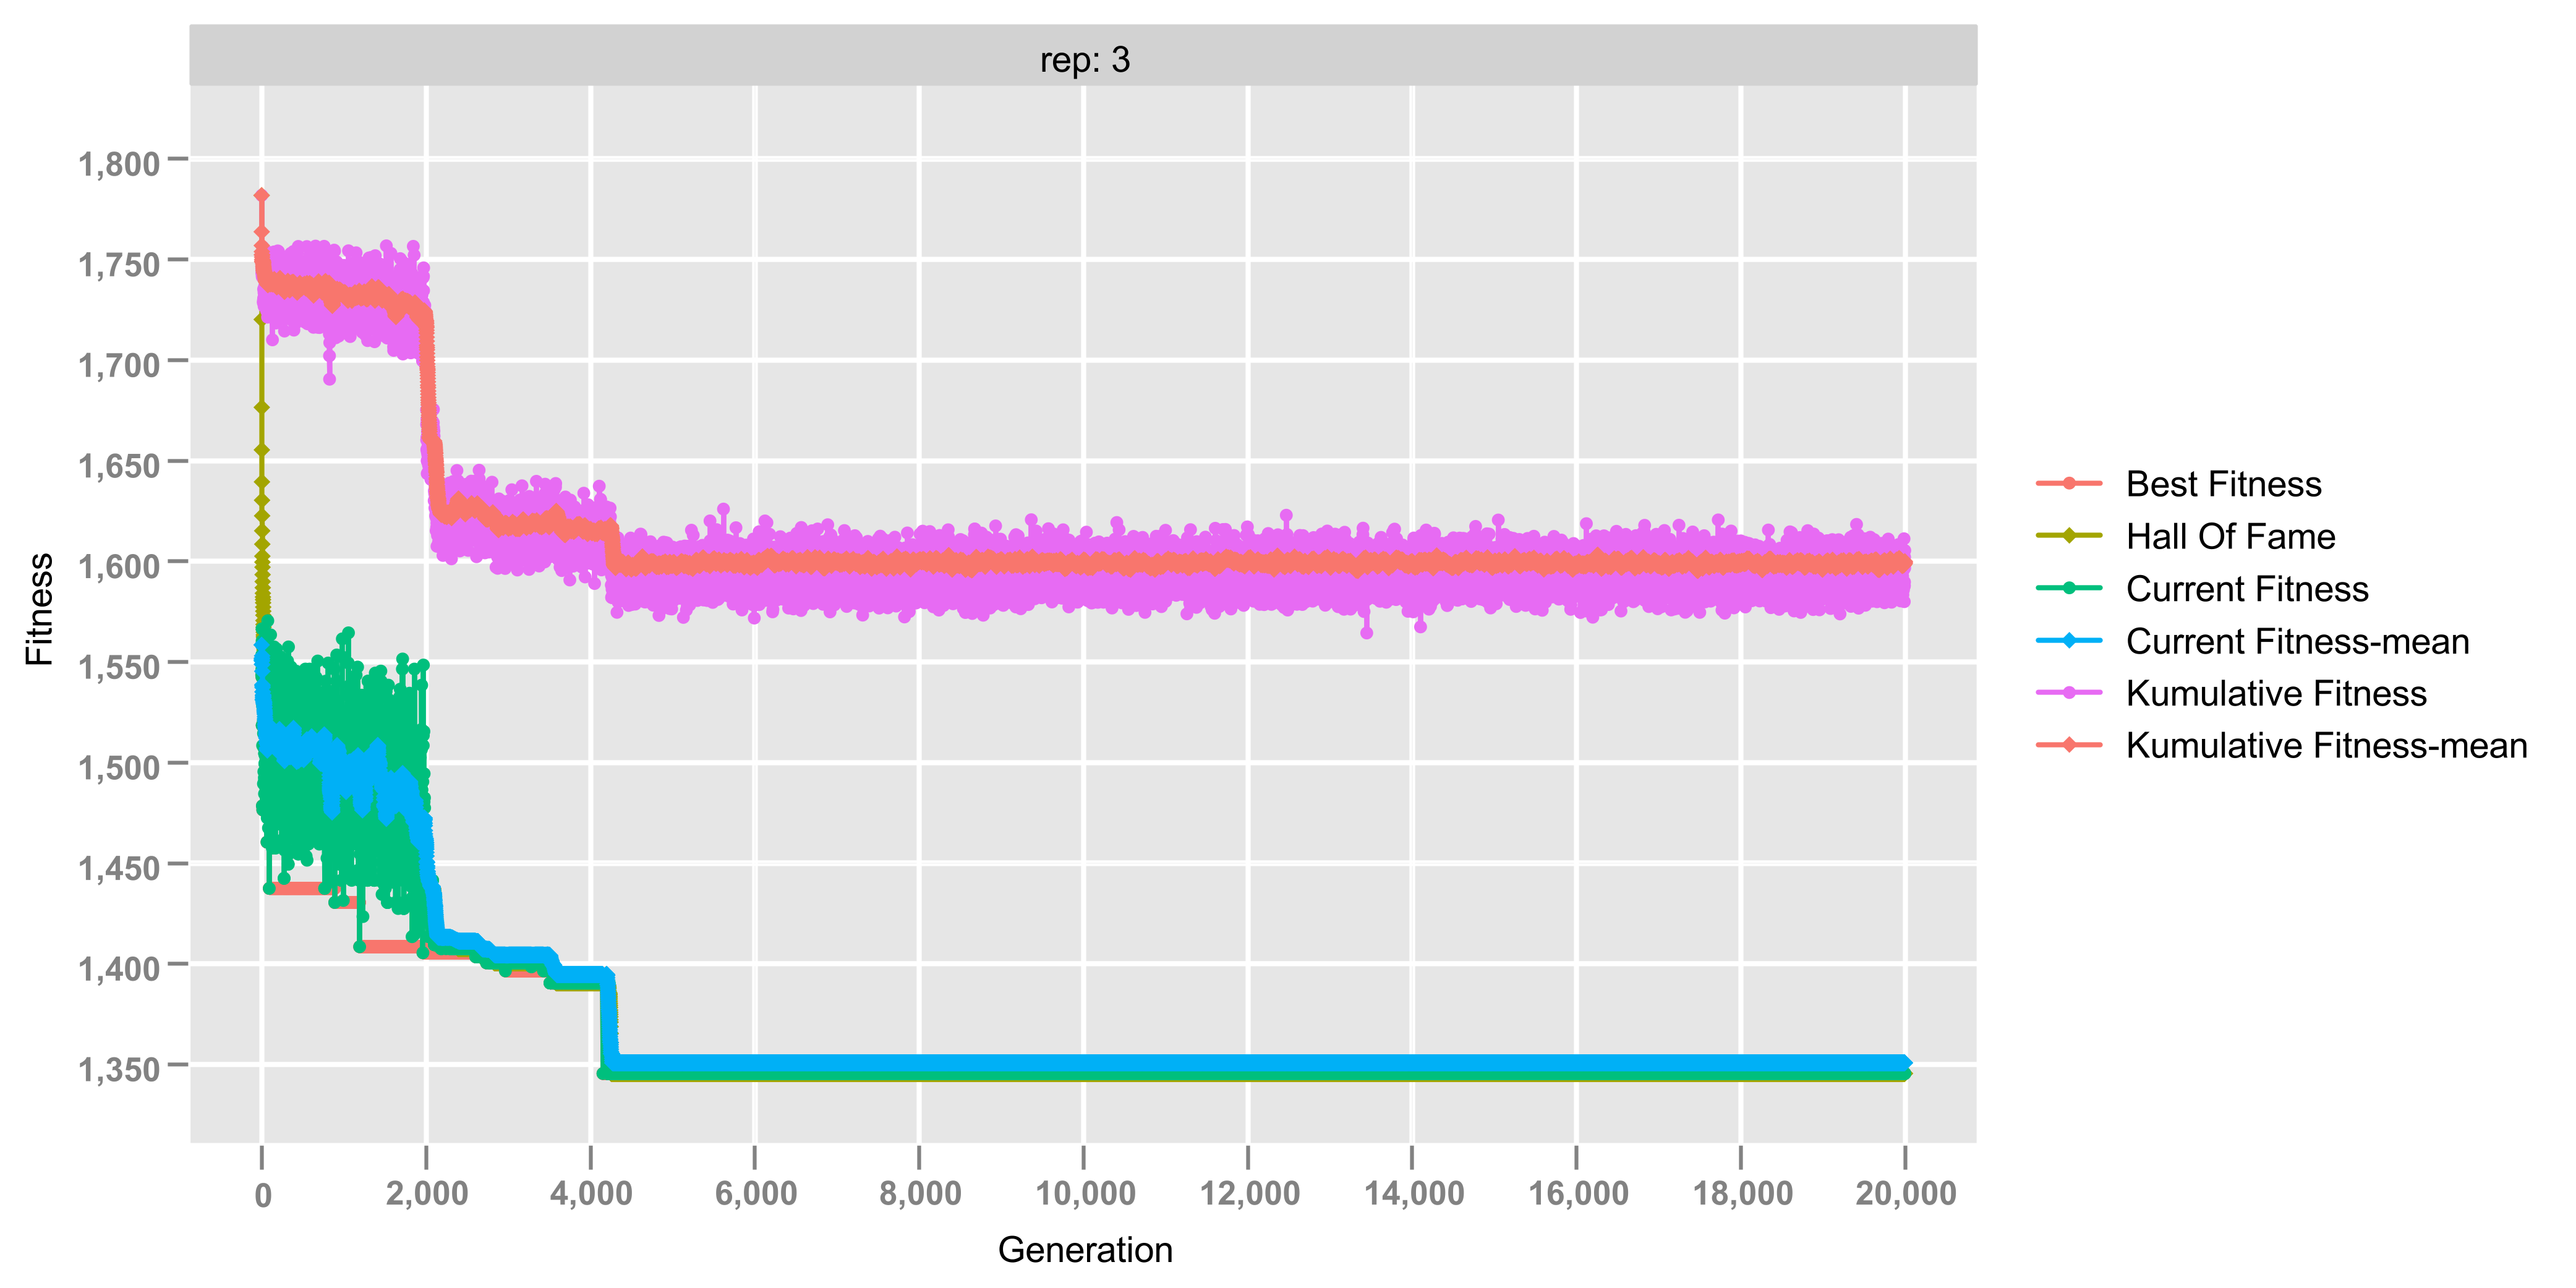 rep: 3
1,800
1,750
1,700
1,650
1,600
1,550
1,500
1,450
1,400
1,350
Fitness
0 2,000 4,000 6,000 8,000 10,000 12,000 14,000 16,000 18,000 20,000
Generation
Best Fitness
Hall Of Fame
Current Fitness
Current Fitness-mean
Kumulative Fitness
Kumulative Fitness-mean